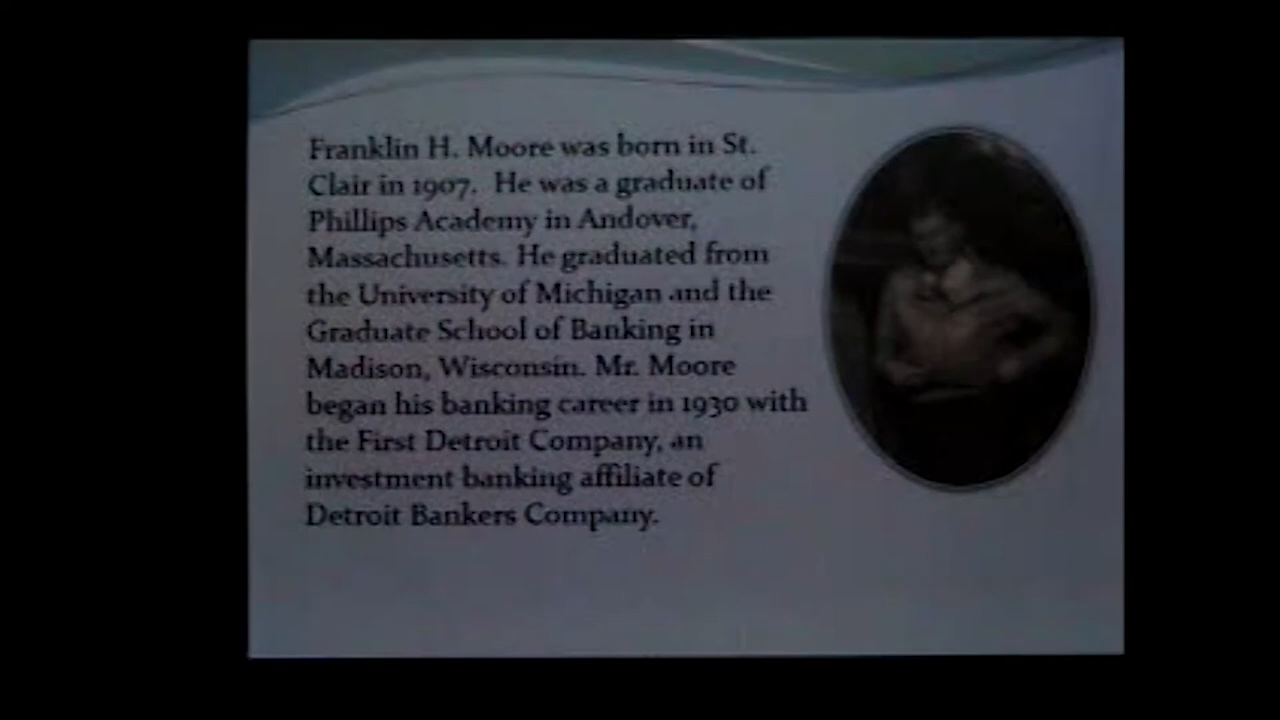 Franklin H. Moore was born in St.
Clair in 1907.  He was a graduate of
Phillips Academy in Andover,
Massachusetts. He graduated from
the University of Michigan and the
Graduate School of Banking in
Madison, Wisconsin. Mr. Moore
began his banking career in 1930 with
the First Detroit Company, an
investment banking affiliate of
Detroit Bankers Company.